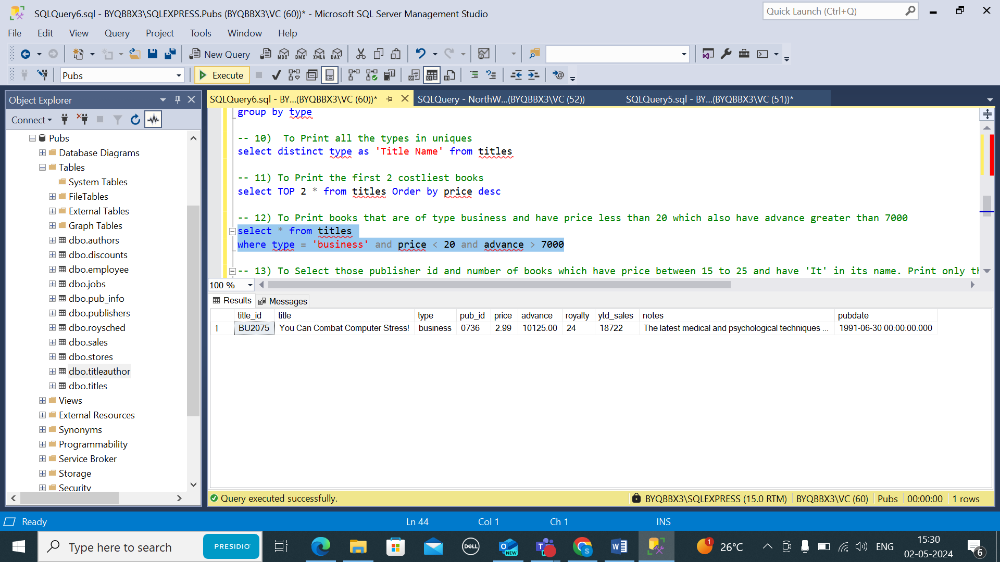 SQLQuery6.sql - BYQBBX3\SQLEXPRESS.Pubs (BYQBBX3\VC (60))* - Microsoft SQL Server Management Studio
Quick Launch (Ctrl+Q)
File Edit View Query Project Tools Window Help
New Query MDX DMX XMLA DAX
Pubs Execute
Object Explorer
Connect
Pubs
Database Diagrams
Tables
System Tables
FileTables
External Tables
Graph Tables
dbo.authors
dbo.discounts
dbo.employee
dbo.jobs
dbo.pub_info
dbo.publishers
dbo.roysched
dbo.sales
dbo.stores
dbo.titleauthor
dbo.titles
Views
External Resources
Synonyms
Programmability
Service Broker
Storage
Security
SQLQuery6.sql - BY...(BYQBBX3\VC (60))* SQLQuery - NorthW...(BYQBBX3\VC (52)) SQLQuery5.sql - BY...(BYQBBX3\VC (51))*
group by type
-- 10)  To Print all the types in uniques
select distinct type as 'Title Name' from titles
-- 11) To Print the first 2 costliest books
select TOP 2 * from titles Order by price desc
-- 12) To Print books that are of type business and have price less than 20 which also have advance greater than 7000
select * from titles
where type = 'business' and price < 20 and advance > 7000
-- 13) To Select those publisher id and number of books which have price between 15 to 25 and have 'It' in its name. Print only th
100 %
Results Messages
title_id title type pub_id price advance royalty ytd_sales notes pubdate
1 BU2075 You Can Combat Computer Stress! business 0736 2.99 10125.00 24 18722 The latest medical and psychological techniques ... 1991-06-30 00:00:00.000
Query executed successfully. BYQBBX3\SQLEXPRESS (15.0 RTM) BYQBBX3\VC (60) Pubs 00:00:00 1 rows
Ready Ln 44 Col 1 Ch 1 INS
Type here to search PRESIDIO DELL NEW 1 26°C ENG 15:30
02-05-2024 6